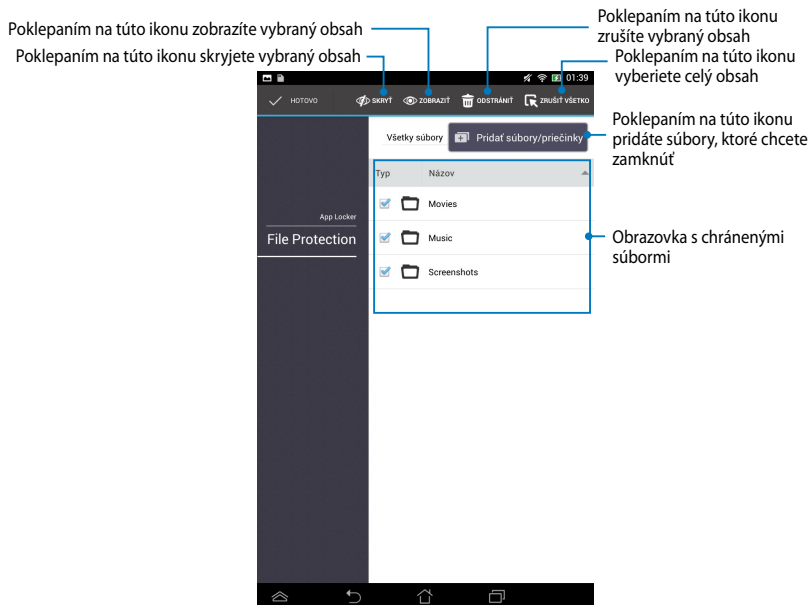 Poklepaním na túto ikonu zobrazíte vybraný obsah
Poklepaním na túto ikonu skryjete vybraný obsah
Poklepaním na túto ikonu
zrušíte vybraný obsah
Poklepaním na túto ikonu
vyberiete celý obsah
01:39
HOTOVO
SKRYŤ
ZOBRAZIŤ
ODSTRÁNIŤ
ZRUŠIŤ VŠETKO
Všetky súbory
Pridať súbory/priečinky
Poklepaním na túto ikonu
pridáte súbory, ktoré chcete
zamknúť
Typ Názov
Movies
App Locker
File Protection
Music
Screenshots
Obrazovka s chránenými
súbormi